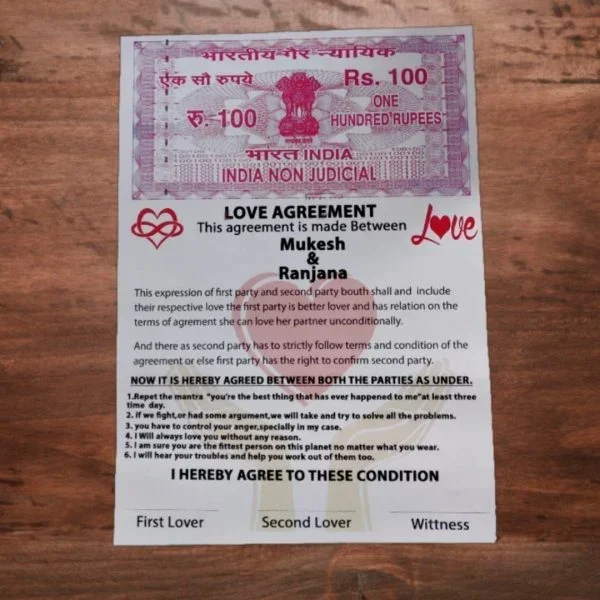 भारतीय गैर न्यायिक
एक सौ रुपये
Rs. 100
रु. 100
ONE
HUNDRED RUPEES
भारत INDIA
INDIA NON JUDICIAL
LOVE AGREEMENT
This agreement is made Between
Love
Mukesh
&
Ranjana
This expression of first party and second party bouth shall and include
their respective love the first party is better lover and has relation on the
terms of agreement she can love her partner unconditionally.
And there as second party has to strictly follow terms and condition of the
agreement or else first party has the right to confirm second party.
NOW IT IS HEREBY AGREED BETWEEN BOTH THE PARTIES AS UNDER.
1.Repet the mantra "you're the best thing that has ever happened to me"at least three
time day.
2. if we fight,or had some argument,we will take and try to solve all the problems.
3. you have to control your anger,specially in my case.
4. I Will always love you without any reason.
5. I am sure you are the fittest person on this planet no matter what you wear.
6. I will hear your troubles and help you work out of them too.
I HEREBY AGREE TO THESE CONDITION
First Lover
Second Lover
Wittness